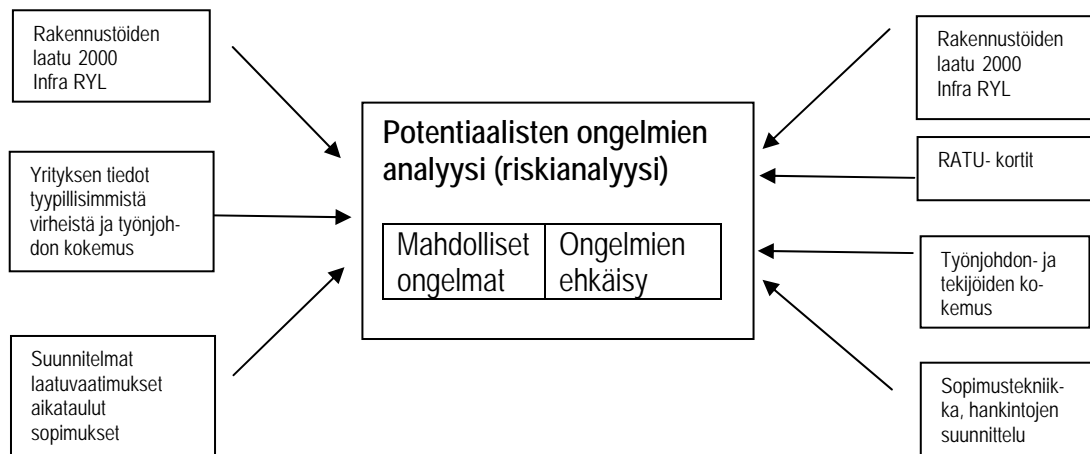 Rakennustöiden
laatu 2000
Infra RYL
Yrityksen tiedot
tyypillisimmistä
virheistä ja työnjoh-
don kokemus
Suunnitelmat
laatuvaatimukset
aikataulut
sopimukset
Potentiaalisten ongelmien
analyysi (riskianalyysi)
Mahdolliset
ongelmat
Ongelmien
ehkäisy
Rakennustöiden
laatu 2000
Infra RYL
RATU- kortit
Työnjohdon- ja
tekijöiden ko-
kemus
Sopimustekniik-
ka, hankintojen
suunnittelu